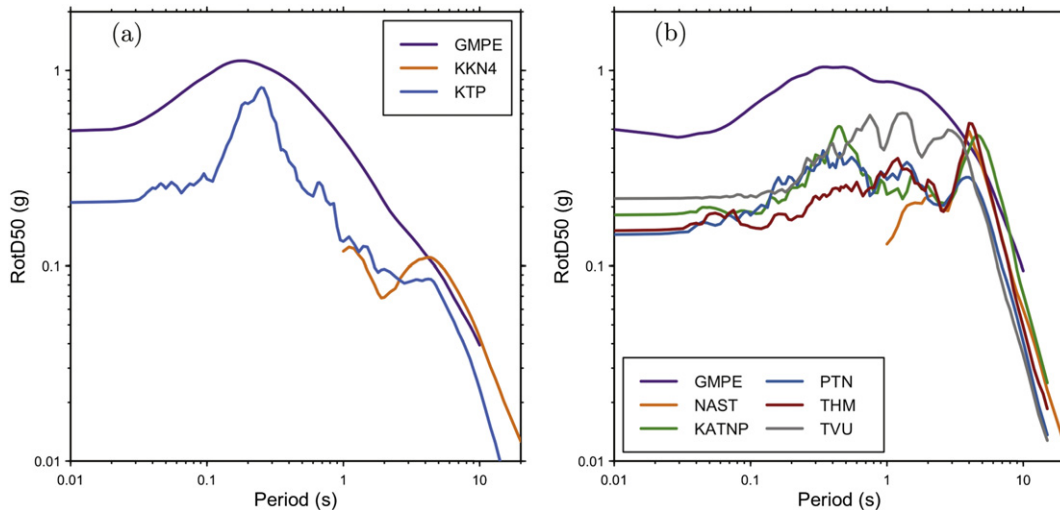 (a)
GMPE
KKN4
KTP
RotD50 (g)
1
0.1
0.01
0.01
0.1
1
10
Period (s)
(b)
GMPE
NAST
KATNP
PTN
THM
TVU
RotD50 (g)
1
0.1
0.01
0.01
0.1
1
10
Period (s)